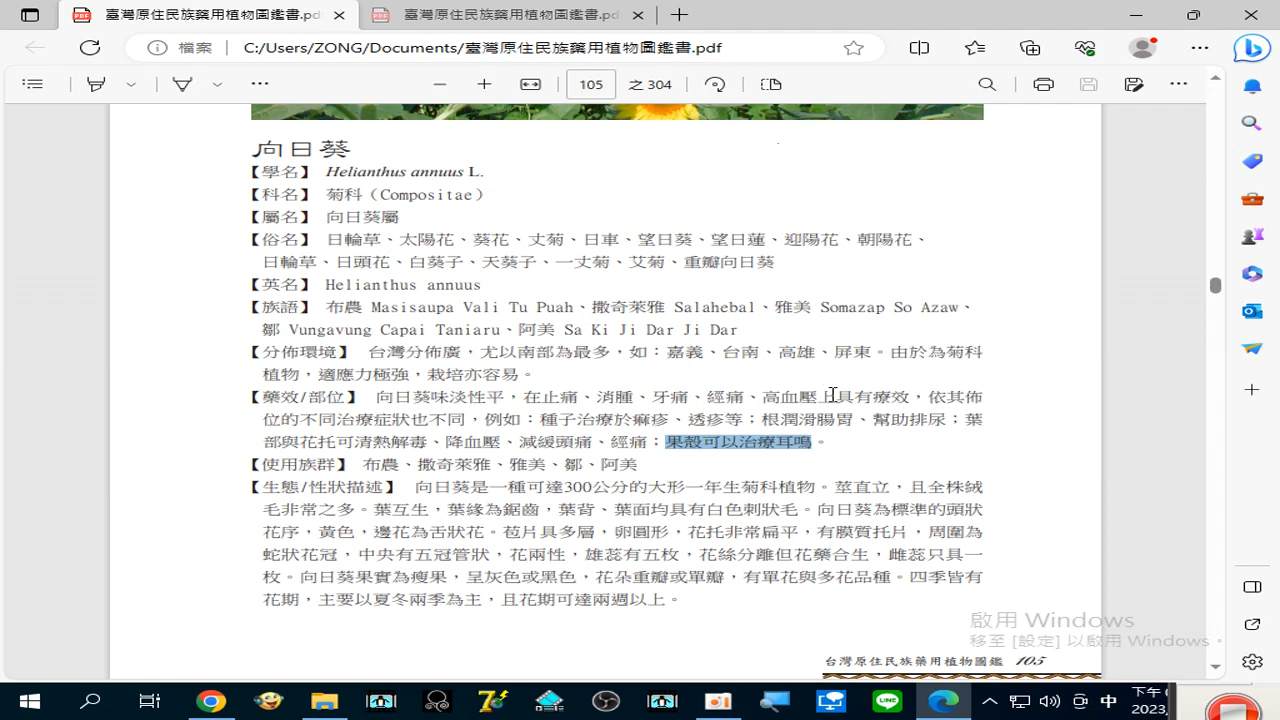 臺灣原住民族藥用植物圖鑑書.pdf
臺灣原住民族藥用植物圖鑑書.pdf
檔案 C:/Users/ZONG/Documents/臺灣原住民族藥用植物圖鑑書.pdf
105 之 304
向日葵
【學名】 Helianthus annuus L.
【科名】 菊科（Compositae）
【屬名】 向日葵屬
【俗名】 日輪草、太陽花、葵花、丈菊、日車、望日葵、望日蓮、迎陽花、朝陽花、
日輪草、日頭花、白葵子、天葵子、一丈菊、艾菊、重瓣向日葵
【英名】 Helianthus annuus
【族語】 布農 Masisaupa Vali Tu Puah、撒奇萊雅 Salahebal、雅美 Somazap So Azaw、
鄒 Vungavung Capai Taniaru、阿美 Sa Ki Ji Dar Ji Dar
【分佈環境】 台灣分佈廣，尤以南部為最多，如：嘉義、台南、高雄、屏東。由於為菊科
植物，適應力極強，栽培亦容易。
【藥效/部位】 向日葵味淡性平，在止痛、消腫、牙痛、經痛、高血壓上具有療效，依其佈
位的不同治療症狀也不同，例如：種子治療於痲疹、透疹等；根潤滑腸胃、幫助排尿；葉
部與花托可清熱解毒、降血壓、減緩頭痛、經痛；果殼可以治療耳鳴。
【使用族群】 布農、撒奇萊雅、雅美、鄒、阿美
【生態/性狀描述】 向日葵是一種可達300公分的大形一年生菊科植物。莖直立，且全株絨
毛非常之多。葉互生，葉緣為鋸齒，葉背、葉面均具有白色刺狀毛。向日葵為標準的頭狀
花序，黃色，邊花為舌狀花。苞片具多層，卵圓形，花托非常扁平，有膜質托片，周圍為
蛇狀花冠，中央有五冠管狀，花兩性，雄蕊有五枚，花絲分離但花藥合生，雌蕊只具一
枚。向日葵果實為瘦果，呈灰色或黑色，花朵重瓣或單瓣，有單花與多花品種。四季皆有
花期，主要以夏冬兩季為主，且花期可達兩週以上。
啟用 Windows
移至 [設定] 以啟用 Windows。
台灣原住民族藥用植物圖鑑 105
中
下午 6
2023,